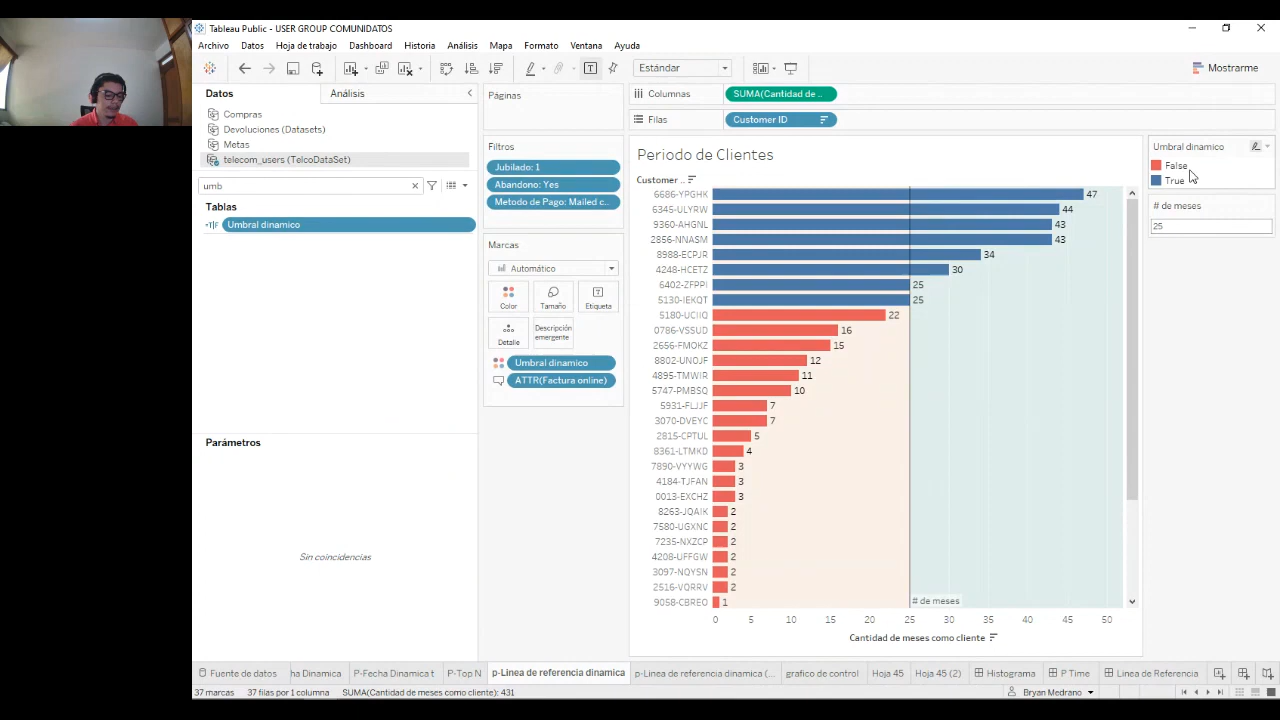 Tableau Public - USER GROUP COMUNIDATOS
Archivo Datos Hoja de trabajo Dashboard Historia Análisis Mapa Formato Ventana Ayuda
Estándar
Mostrarme
Datos Análisis
Compras
Devoluciones (Datasets)
Metas
telecom_users (TelcoDataSet)
umb
Tablas
Umbral dinamico
Parámetros
Sin coincidencias
Páginas
Filtros
Jubilado: 1
Abandono: Yes
Metodo de Pago: Mailed c..
Marcas
Automático
Color Tamaño Etiqueta
Detalle Descripción emergente
Umbral dinamico
ATTR(Factura online)
Columnas SUMA(Cantidad de ..
Filas Customer ID
Periodo de Clientes
Customer ..
6686-YPGHK 47
6345-ULYRW 44
9360-AHGNL 43
2856-NNASM 43
8988-ECPJR 34
4248-HCETZ 30
6402-ZFPPI 25
5130-IEKQT 25
5180-UCIIQ 22
0786-VSSUD 16
2656-FMOKZ 15
8802-UNOJF 12
4895-TMWIR 11
5747-PMBSQ 10
5931-FLJJF 7
3070-DVEYC 7
2815-CPTUL 5
8361-LTMKD 4
7890-VYYWG 3
4184-TJFAN 3
0013-EXCHZ 3
8263-JQAIK 2
7580-UGXNC 2
7235-NXZCP 2
4208-UFFGW 2
3097-NQYSN 2
2516-VQRRV 2
9058-CBREO 1
# de meses
0 5 10 15 20 25 30 35 40 45 50
Cantidad de meses como cliente
Umbral dinamico
False
True
# de meses
25
Fuente de datos ha Dinamica P-Fecha Dinamica t P-Top N p-Linea de referencia dinamica p-Linea de referencia dinamica (... grafico de control Hoja 45 Hoja 45 (2) Histograma P Time Linea de Referencia
37 marcas 37 filas por 1 columna SUMA(Cantidad de meses como cliente): 431 Bryan Medrano